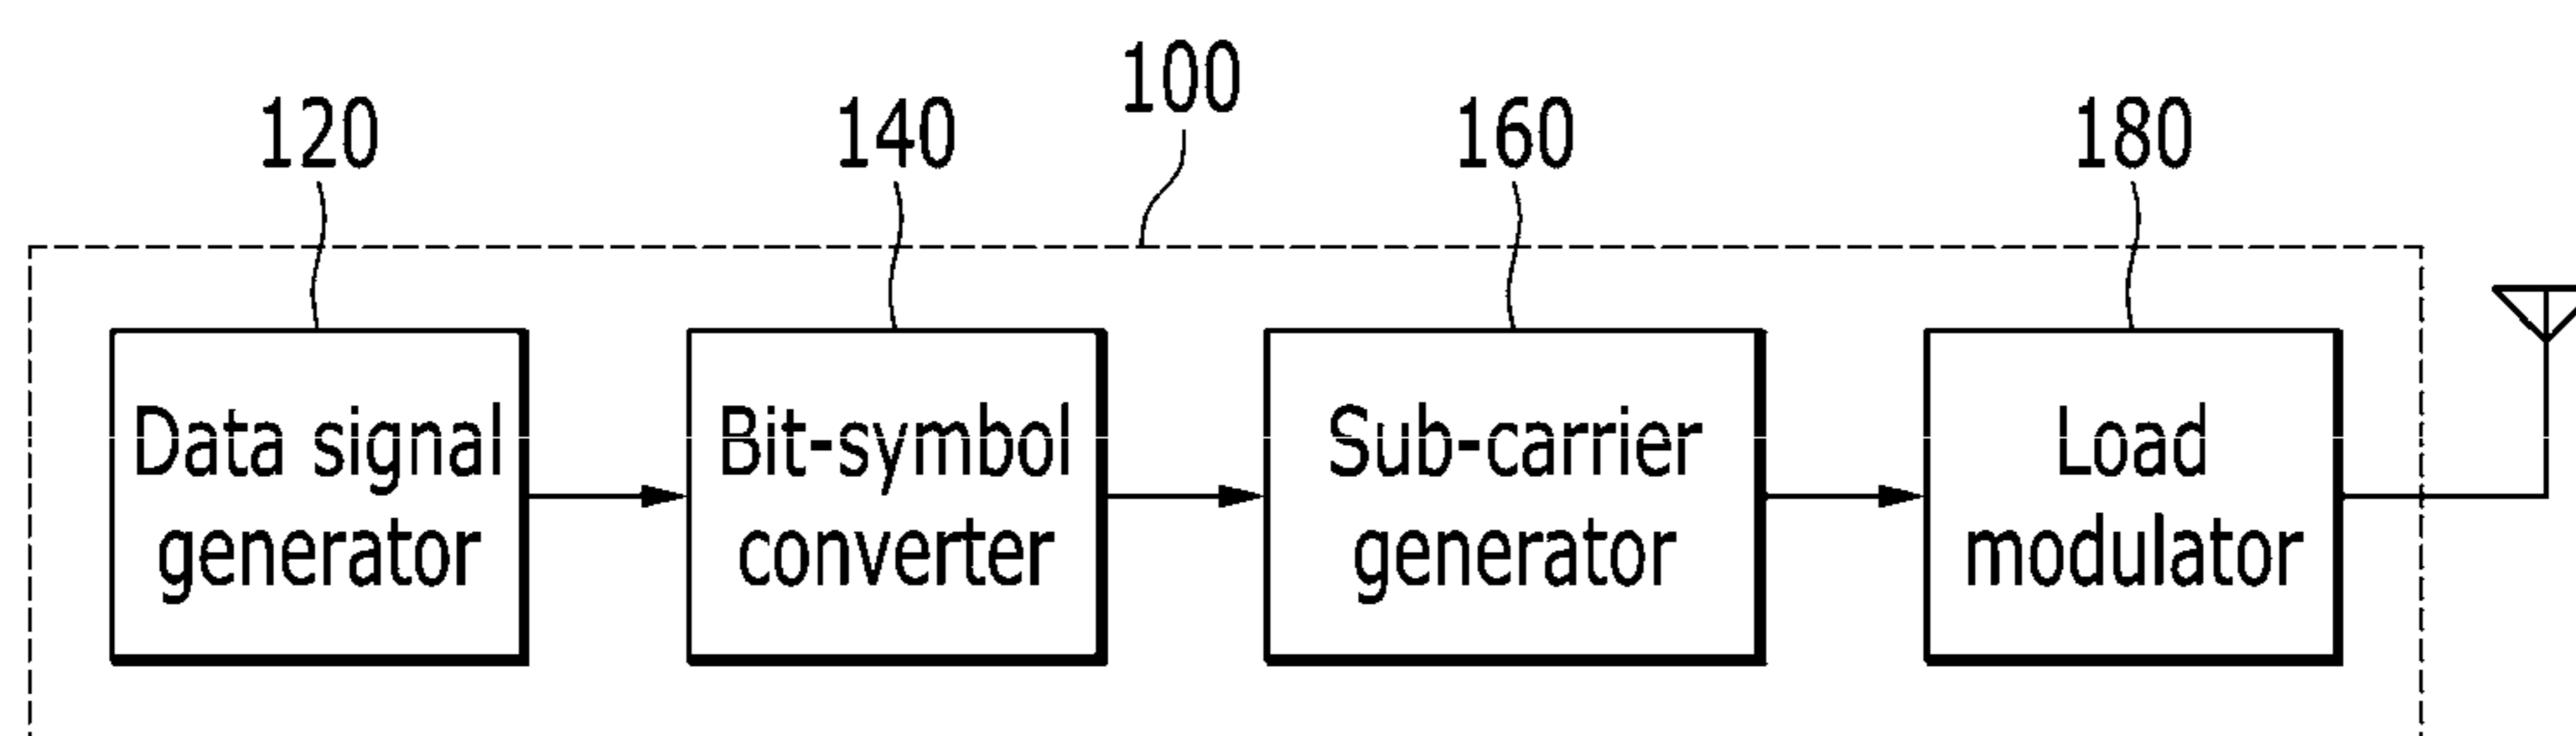 100
120
140
160
180
Data signal
generator
Bit-symbol
converter
Sub-carrier
generator
Load
modulator